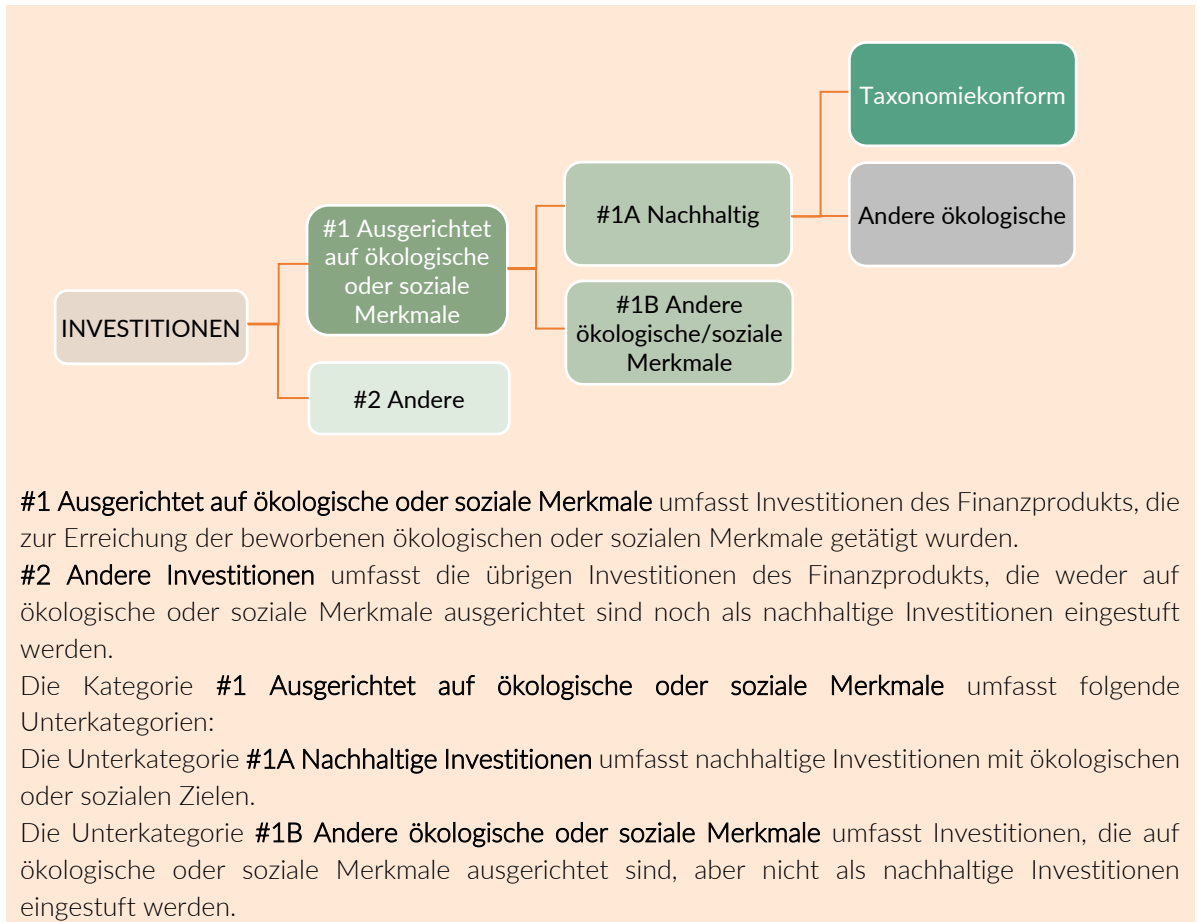 Taxonomiekonform
#1A Nachhaltig
Andere ökologische
#1 Ausgerichtet
auf ökologische
oder soziale
Merkmale
#1B Andere
ökologische/soziale
Merkmale
INVESTITIONEN
#2 Andere
#1 Ausgerichtet auf ökologische oder soziale Merkmale umfasst Investitionen des Finanzprodukts, die
zur Erreichung der beworbenen ökologischen oder sozialen Merkmale getätigt wurden.
#2 Andere Investitionen umfasst die übrigen Investitionen des Finanzprodukts, die weder auf
ökologische oder soziale Merkmale ausgerichtet sind noch als nachhaltige Investitionen eingestuft
werden.
Die Kategorie #1 Ausgerichtet auf ökologische oder soziale Merkmale umfasst folgende
Unterkategorien:
Die Unterkategorie #1A Nachhaltige Investitionen umfasst nachhaltige Investitionen mit ökologischen
oder sozialen Zielen.
Die Unterkategorie #1B Andere ökologische oder soziale Merkmale umfasst Investitionen, die auf
ökologische oder soziale Merkmale ausgerichtet sind, aber nicht als nachhaltige Investitionen
eingestuft werden.